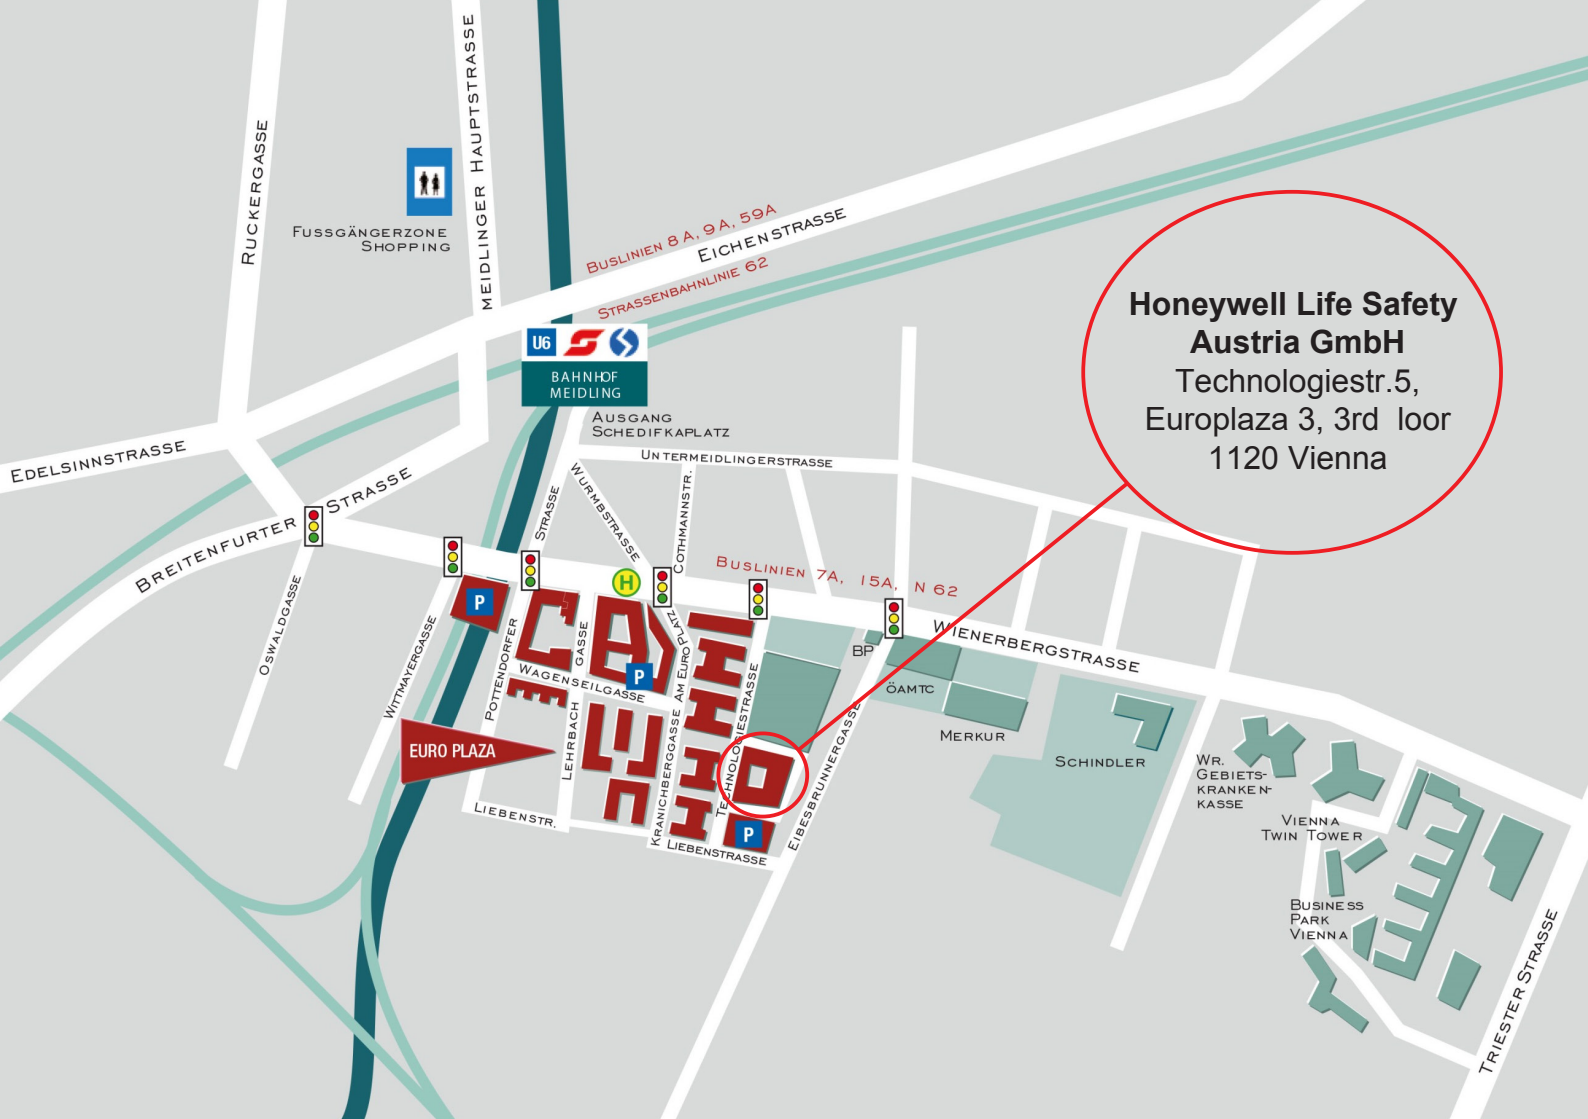 RUCKERGASSE
MEIDLINGER HAUPTSTRASSE
FUSSGÄNGERZONE
SHOPPING
BUSLINIEN 8A, 9A, 59A
EICHENSTRASSE
STRASSENBAHNLINIE 62
Honeywell Life Safety
Austria GmbH
Technologiestr.5,
Europlaza 3, 3rd loor
1120 Vienna
U6
BAHNHOF
MEIDLING
AUSGANG
SCHEDIFKAPLATZ
EDELSINNSTRASSE
UNTERMEIDLINGERSTRASSE
BREITENFURTER STRASSE
WURMBSTRASSE
COTHMANNSTR.
BUSLINIEN 7A, 15A, N 62
H
OSWALDGASSE
WITTMAYERGASSE
P
POTTENDORFER STRASSE
LEHRBACH GASSE
WAGENSEILGASSE
P
AM EURO PLATZ
KRANICHBERGGASSE
TECHNOLOGIESTRASSE
BP
ÖAMTC
WIENERBERGSTRASSE
MERKUR
EURO PLAZA
EIBESBRUNNERGASSE
SCHINDLER
WR.
GEBIETS-
KRANKEN-
KASSE
LIEBENSTR.
P
LIEBENSTRASSE
VIENNA
TWIN TOWER
BUSINESS
PARK
VIENNA
TRIESTER STRASSE